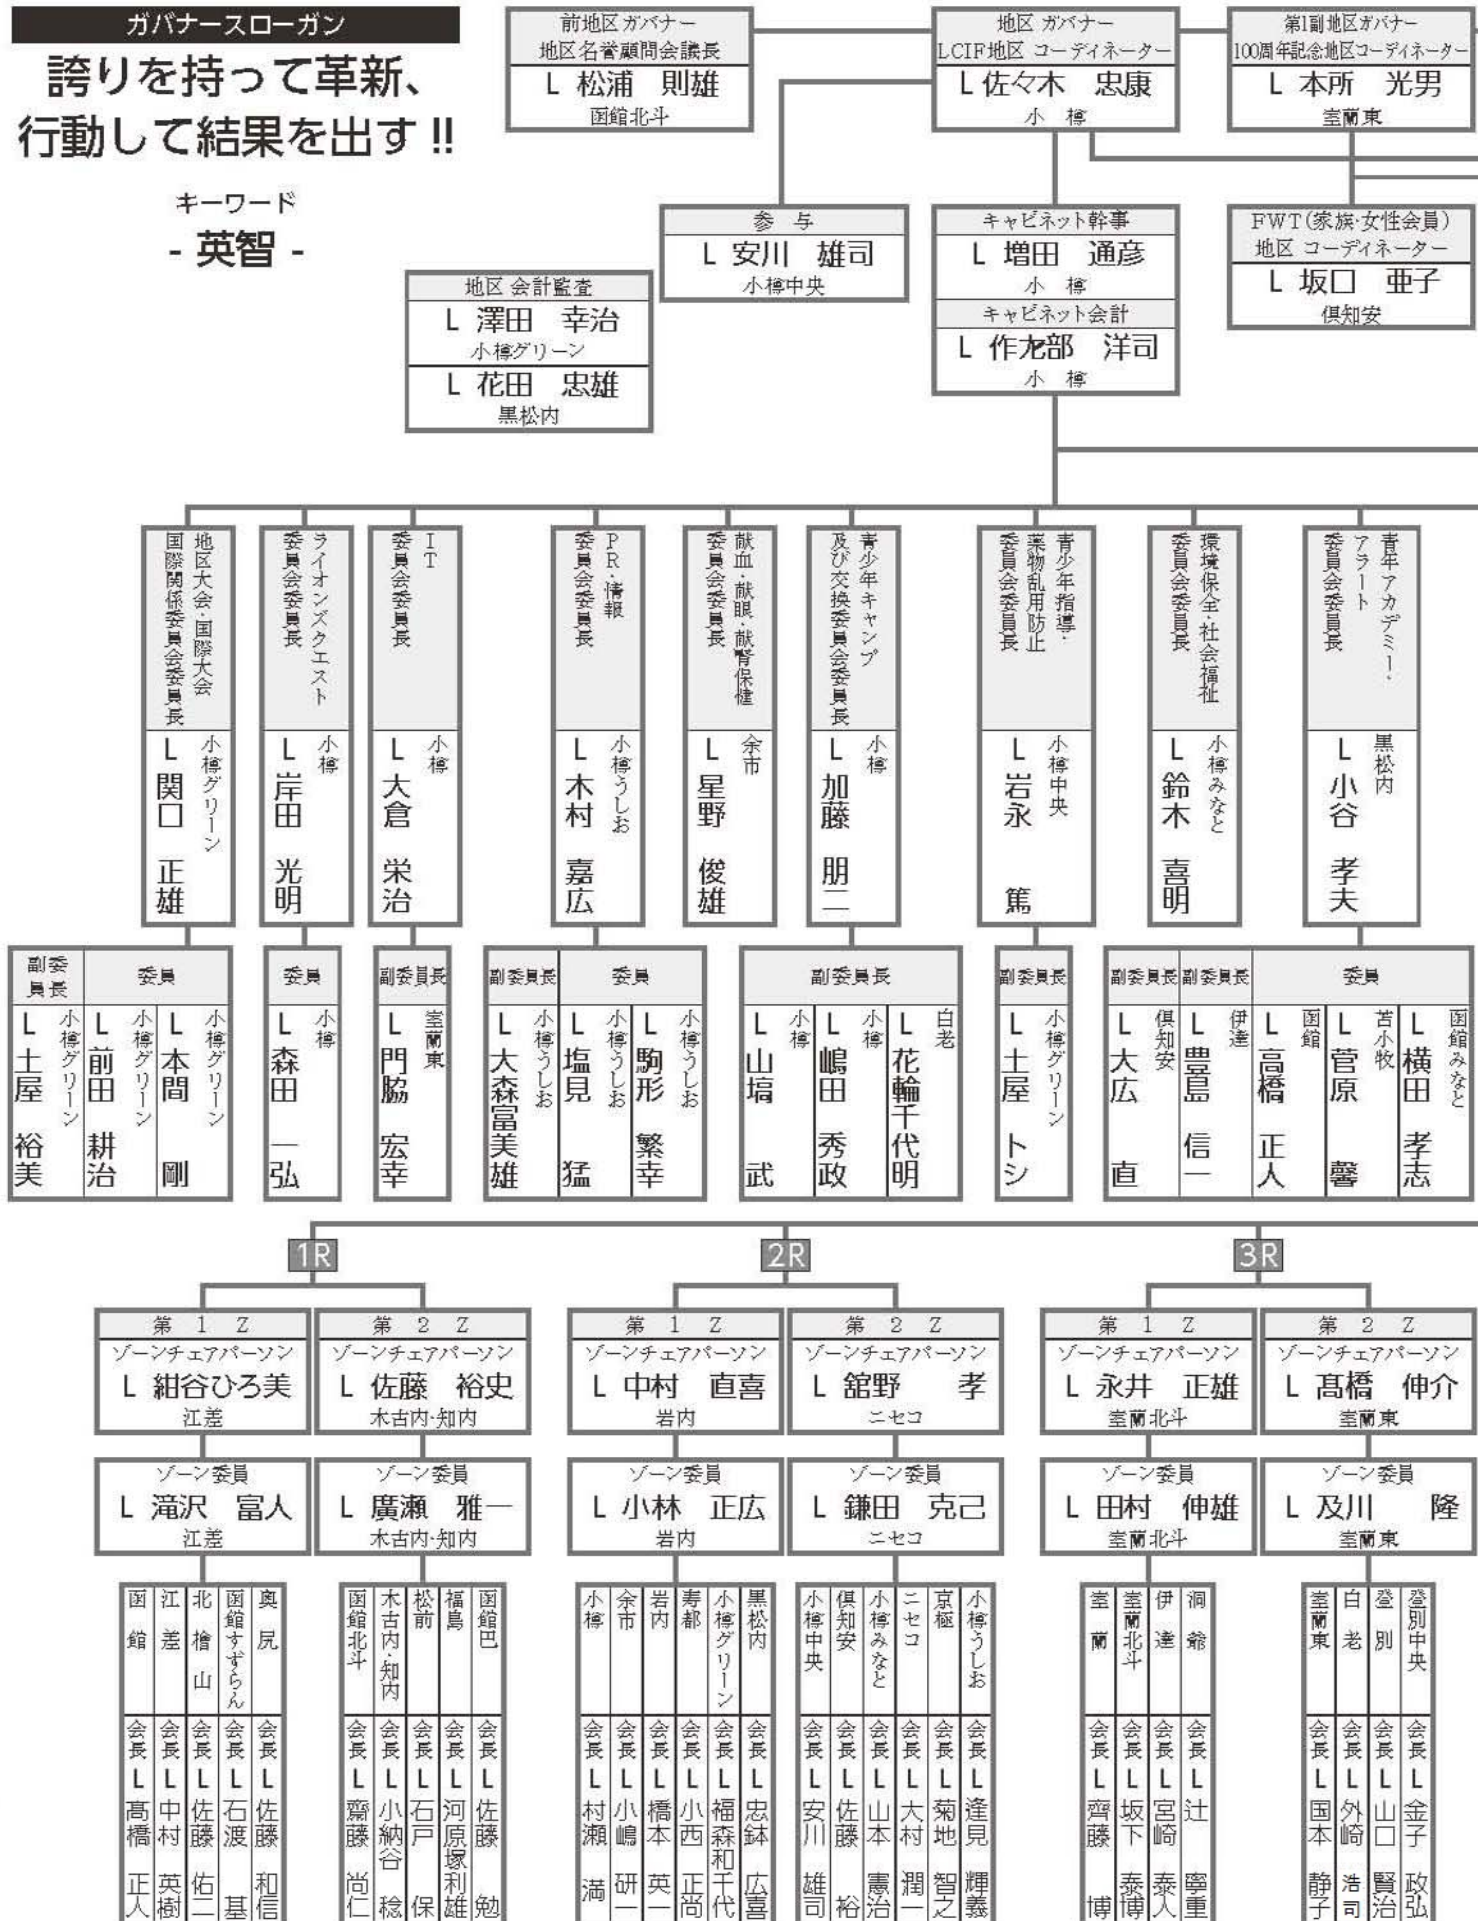 ガバナースローガン
誇りを持って革新、
行動して結果を出す!!
キーワード
- 英智 -
前地区ガバナー
地区名誉顧問会議長
L 松浦 則雄
函館北斗
地区 ガバナー
LCIF地区 コーディネーター
L 佐々木 忠康
小 樽
第1副地区ガバナー
100周年記念地区コーディネーター
L 本所 光男
室蘭東
参 与
L 安川 雄司
小樽中央
キャビネット幹事
L 増田 通彦
小 樽
キャビネット会計
L 作 部 洋司
小 樽
FWT(家族・女性会員)
地区 コーディネーター
L 坂口 亜子
倶知安
地区 会計監査
L 澤田 幸治
小樽グリーン
L 花田 忠雄
黒松内
地区大会・国際大会
国際関係委員会委員長
小樽グリーン
L 関口 正雄
ライオンズクエスト
委員会委員長
小樽
L 岸田 光明
IT
委員会委員長
小樽
L 大倉 栄治
PR・情報
委員会委員長
小樽うしお
L 木村 嘉広
献血・献眼・献腎保健
委員会委員長
余市
L 星野 俊雄
青少年キャンプ
及び交換委員会委員長
小樽
L 加藤 朋二
青少年指導・
薬物乱用防止
委員会委員長
小樽中央
L 岩永 篤
環境保全・社会福祉
委員会委員長
小樽みなと
L 鈴木 喜明
青年アカデミー・
アラート
委員会委員長
黒松内
L 小谷 孝夫
副委
員長
小樽グリーン
L 土屋 裕美
委員
小樽グリーン
L 前田 耕治
小樽グリーン
L 本間 剛
委員
小樽
L 森田 一弘
副委員長
室蘭東
L 門脇 宏幸
副委員長
小樽うしお
L 大森富美雄
委員
小樽うしお
L 塩見 猛
小樽うしお
L 駒形 繁幸
副委員長
小樽
L 山塙 武
小樽
L 嶋田 秀政
白老
L 花輪千代明
副委員長
小樽グリーン
L 土屋 トシ
副委員長
倶知安
L 大広 直
副委員長
伊達
L 豊島 信一
委員
函館
L 高橋 正人
苫小牧
L 菅原 馨
函館みなと
L 横田 孝志
1R
第 1 Z
ゾーンチェアパーソン
L 紺谷ひろ美
江差
ゾーン委員
L 滝沢 富人
江差
函館 会長 L 高橋 正人
江差 会長 L 中村 英樹
北檜山 会長 L 佐藤 佑二
函館すずらん 会長 L 石渡 基
奥尻 会長 L 佐藤 和信
第 2 Z
ゾーンチェアパーソン
L 佐藤 裕史
木古内・知内
ゾーン委員
L 廣瀬 雅一
木古内・知内
函館北斗 会長 L 齋藤 尚仁
木古内・知内 会長 L 小納谷 稔
松前 会長 L 石戸 保
福島 会長 L 河原塚利雄
函館巴 会長 L 佐藤 勉
2R
第 1 Z
ゾーンチェアパーソン
L 中村 直喜
岩内
ゾーン委員
L 小林 正広
岩内
小樽 会長 L 村瀬 満
余市 会長 L 小嶋 研一
岩内 会長 L 橋本 英一
寿都 会長 L 小西 正尚
小樽グリーン 会長 L 福森和千代
黒松内 会長 L 忠鉢 広喜
第 2 Z
ゾーンチェアパーソン
L 舘野 孝
ニセコ
ゾーン委員
L 鎌田 克己
ニセコ
小樽中央 会長 L 安川 雄司
倶知安 会長 L 佐藤 裕
小樽みなと 会長 L 山本 憲治
ニセコ 会長 L 大村 潤一
京極 会長 L 菊地 智之
小樽うしお 会長 L 逢見 輝義
3R
第 1 Z
ゾーンチェアパーソン
L 永井 正雄
室蘭北斗
ゾーン委員
L 田村 伸雄
室蘭北斗
室蘭 会長 L 齊藤 博
室蘭北斗 会長 L 坂下 泰博
伊達 会長 L 宮崎 泰人
洞爺 会長 L 辻 寧重
第 2 Z
ゾーンチェアパーソン
L 髙橋 伸介
室蘭東
ゾーン委員
L 及川 隆
室蘭東
室蘭東 会長 L 国本 静子
白老 会長 L 外崎 浩司
登別 会長 L 山口 賢治
登別中央 会長 L 金子 政弘